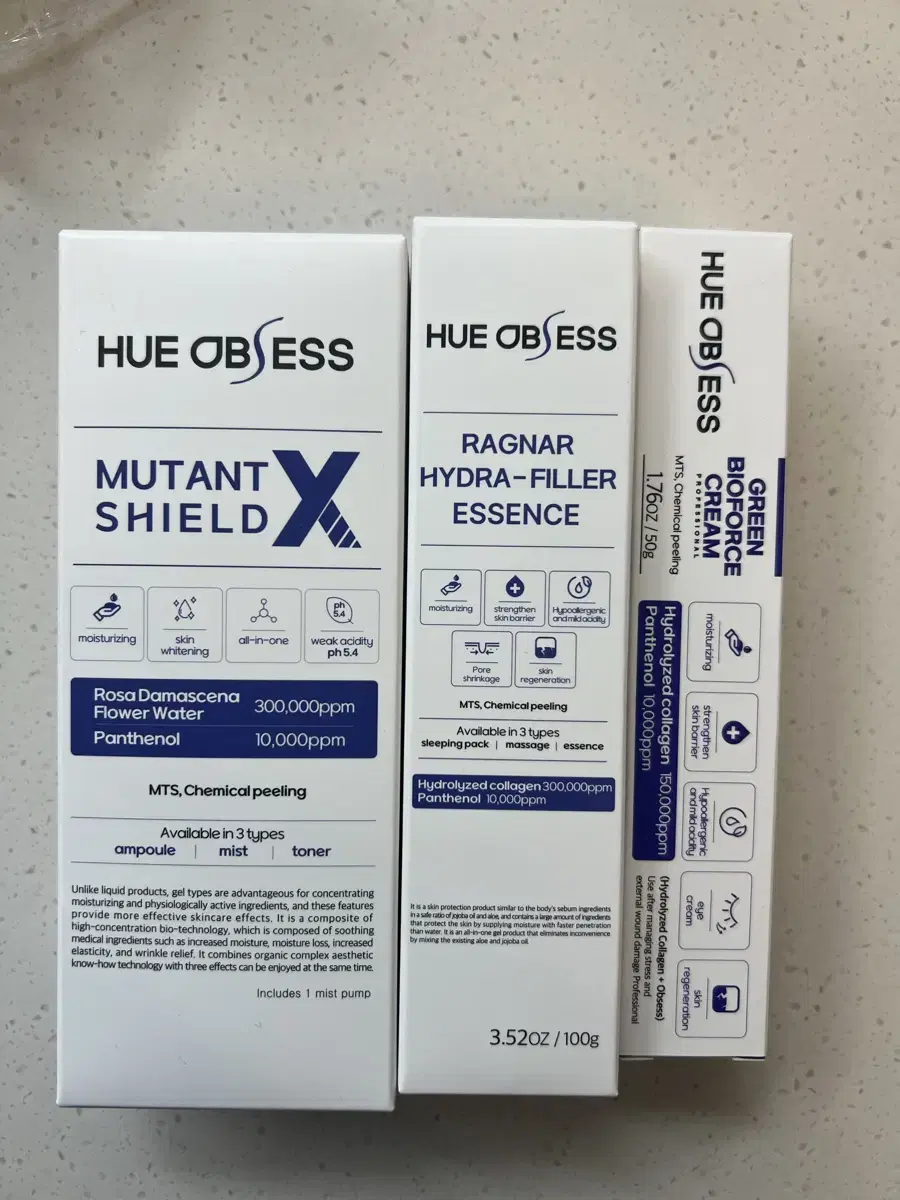 HUE OBSESS
MUTANT
SHIELD X
moisturizing
skin
whitening
all-in-one
ph
5.4
weak acidity
ph 5.4
Rosa Damascena
Flower Water 300,000ppm
Panthenol 10,000ppm
MTS, Chemical peeling
Available in 3 types
ampoule | mist | toner
Unlike liquid products, gel types are advantageous for concentrating
moisturizing and physiologically active ingredients, and these features
provide more effective skincare effects. It is a composite of
high-concentration bio-technology, which is composed of soothing
medical ingredients such as increased moisture, moisture loss, increased
elasticity, and wrinkle relief. It combines organic complex aesthetic
know-how technology with three effects can be enjoyed at the same time.
Includes 1 mist pump
HUE OBSESS
RAGNAR
HYDRA-FILLER
ESSENCE
moisturizing
strengthen
skin barrier
Hypoallergenic
and mild acidity
Pore
shrinkage
skin
regeneration
MTS, Chemical peeling
Available in 3 types
sleeping pack | massage | essence
Hydrolyzed collagen 300,000ppm
Panthenol 10,000ppm
It is a skin protection product similar to the body's sebum ingredients
in a safe ratio of jojoba oil and aloe, and contains a large amount of ingredients
that protect the skin by supplying moisture with faster penetration
than water. It is an all-in-one gel product that eliminates inconvenience
by mixing the existing aloe and jojoba oil.
3.52OZ / 100g
HUE OBSESS
GREEN
BIOFORCE
CREAM
PROFESSIONAL
MTS, Chemical peeling
1.76OZ / 50g
Hydrolyzed collagen 150,000ppm
Panthenol 10,000ppm
moisturizing
strengthen
skin barrier
Hypoallergenic
and mild acidity
eye
cream
skin
regeneration
(Hydrolyzed Collagen + Obsess)
Use after managing stress and
external wound damage Professional